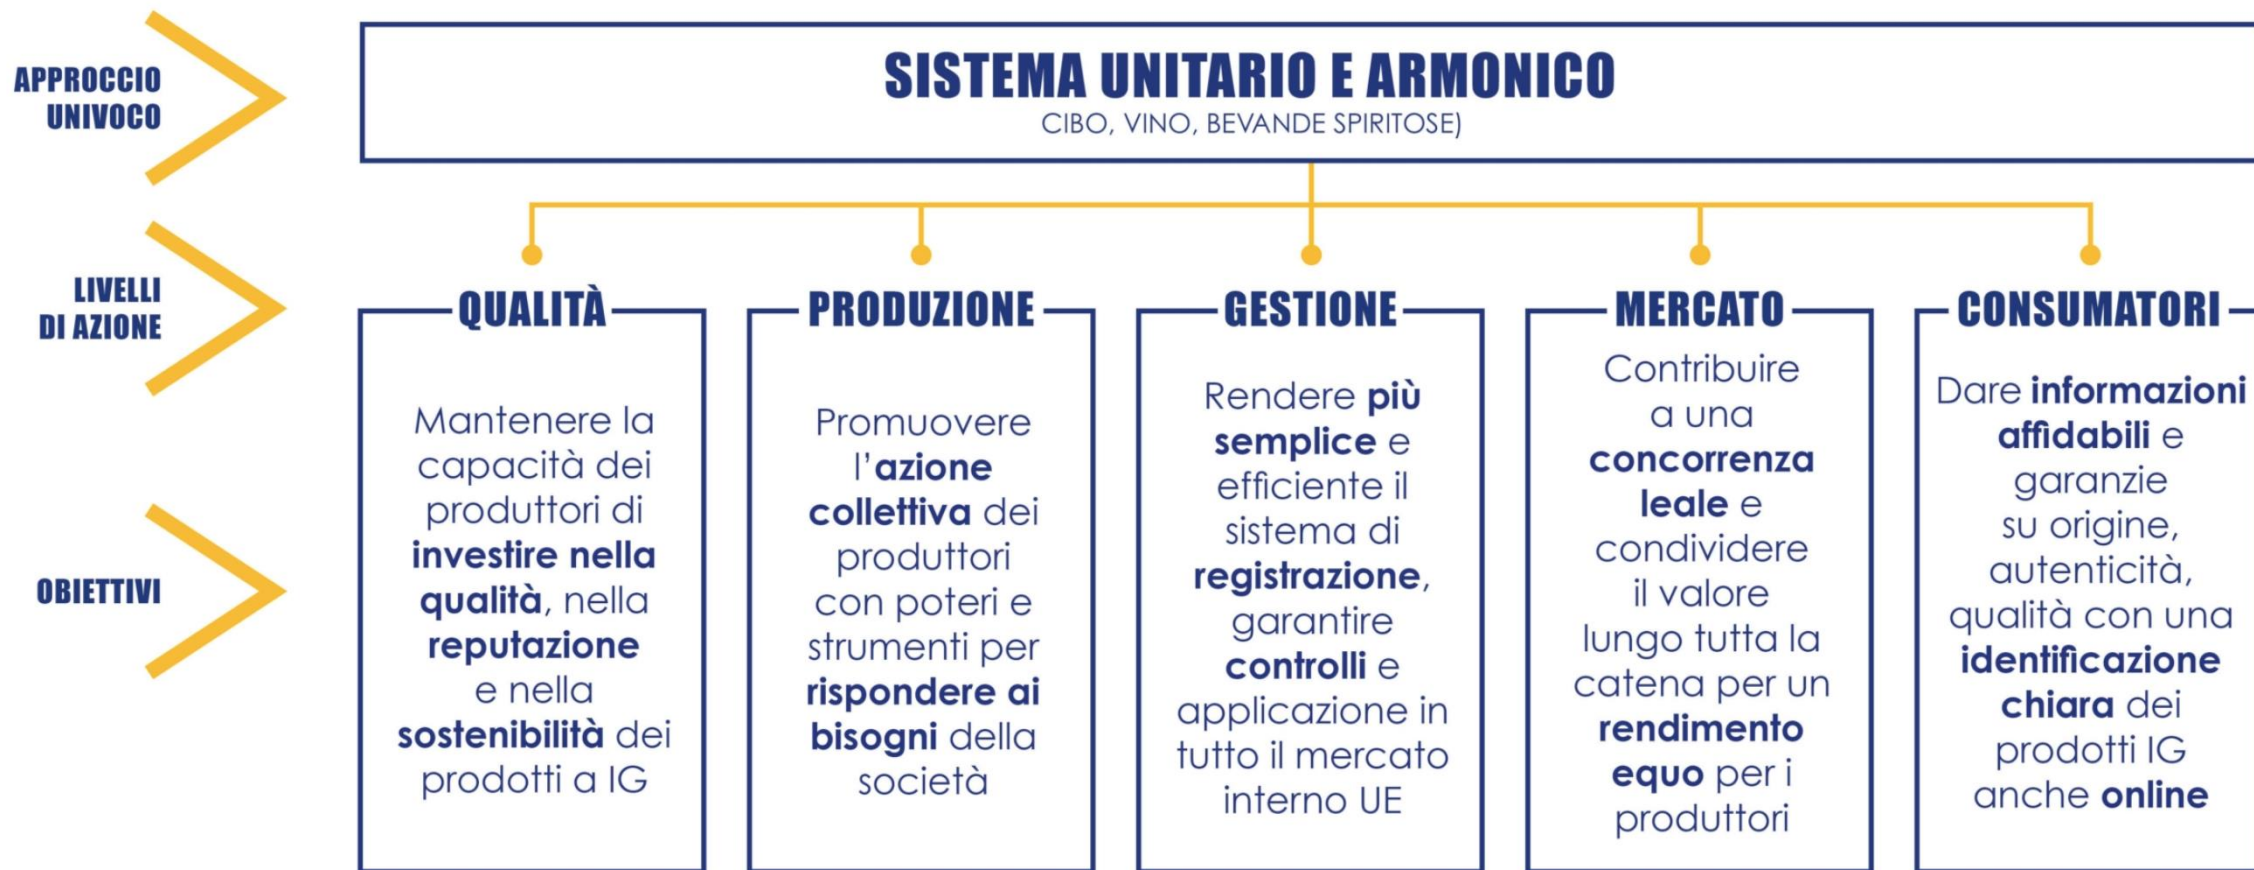 APPROCCIO
UNIVOCO
SISTEMA UNITARIO E ARMONICO
CIBO, VINO, BEVANDE SPIRITOSE)
LIVELLI
DI AZIONE
OBIETTIVI
QUALITÀ
Mantenere la
capacità dei
produttori di
investire nella
qualità, nella
reputazione
e nella
sostenibilità dei
prodotti a IG
PRODUZIONE
Promuovere
l'azione
collettiva dei
produttori
con poteri e
strumenti per
rispondere ai
bisogni della
società
GESTIONE
Rendere più
semplice e
efficiente il
sistema di
registrazione,
garantire
controlli e
applicazione in
tutto il mercato
interno UE
MERCATO
Contribuire
a una
concorrenza
leale e
condividere
il valore
lungo tutta la
catena per un
rendimento
equo per i
produttori
CONSUMATORI
Dare informazioni
affidabili e
garanzie
su origine,
autenticità,
qualità con una
identificazione
chiara dei
prodotti IG
anche online